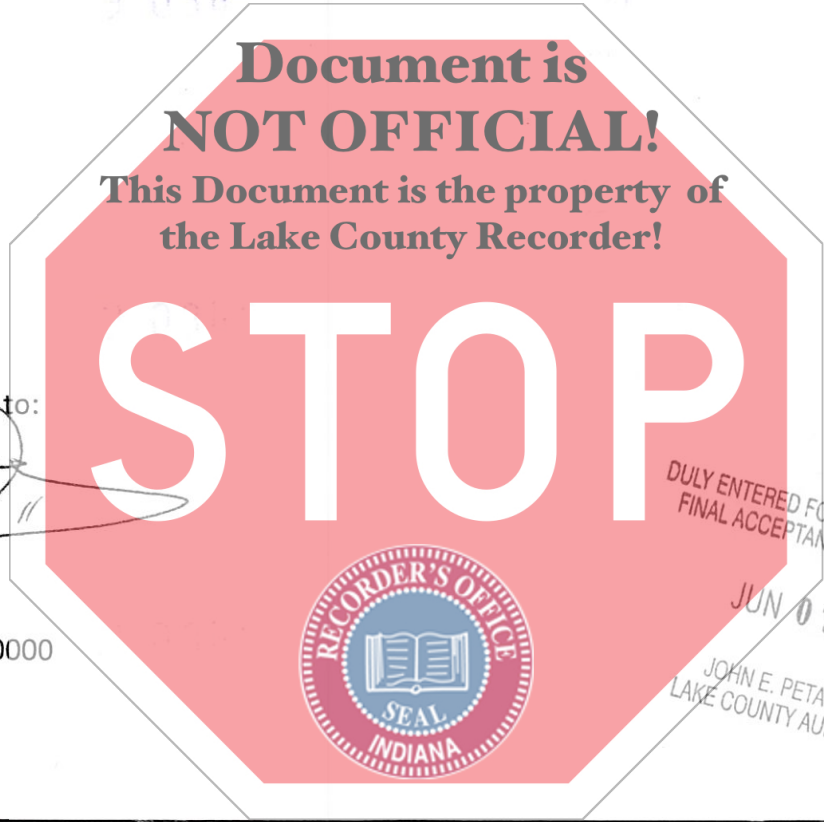 Document is
NOT OFFICIAL!
This Document is the property of
the Lake County Recorder!
STOP
to:
DULY ENTERED FO
FINAL ACCEPTAN
JUN 0
0000
JOHN E. PETA
LAKE COUNTY AU
RECORDER'S OFFICE
SEAL
INDIANA